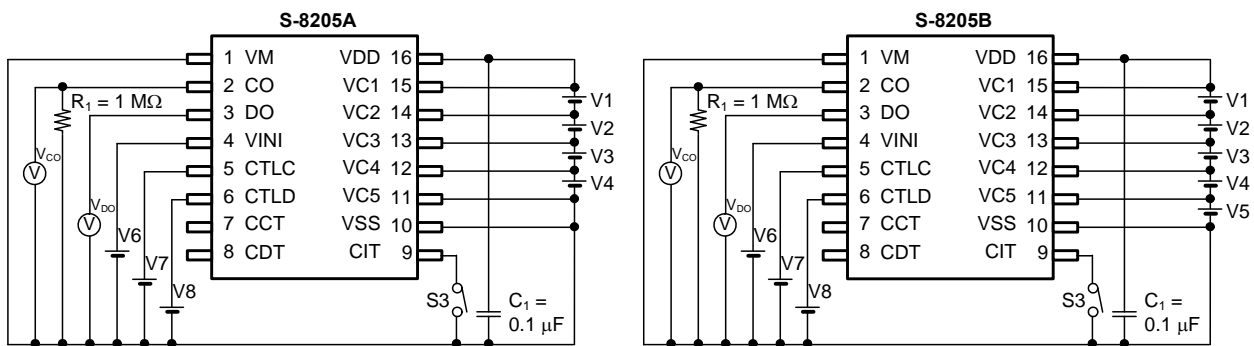 S-8205A
1 VM VDD 16
2 CO VC1 15
R₁ = 1 MΩ
3 DO VC2 14
4 VINI VC3 13
5 CTLC VC4 12
6 CTLD VC5 11
7 CCT VSS 10
8 CDT CIT 9
V1
V2
V3
V4
V_CO
V
V_DO
V
V6
V7
V8
S3
C₁ =
0.1 μF
S-8205B
1 VM VDD 16
2 CO VC1 15
R₁ = 1 MΩ
3 DO VC2 14
4 VINI VC3 13
5 CTLC VC4 12
6 CTLD VC5 11
7 CCT VSS 10
8 CDT CIT 9
V1
V2
V3
V4
V5
V_CO
V
V_DO
V
V6
V7
V8
S3
C₁ =
0.1 μF